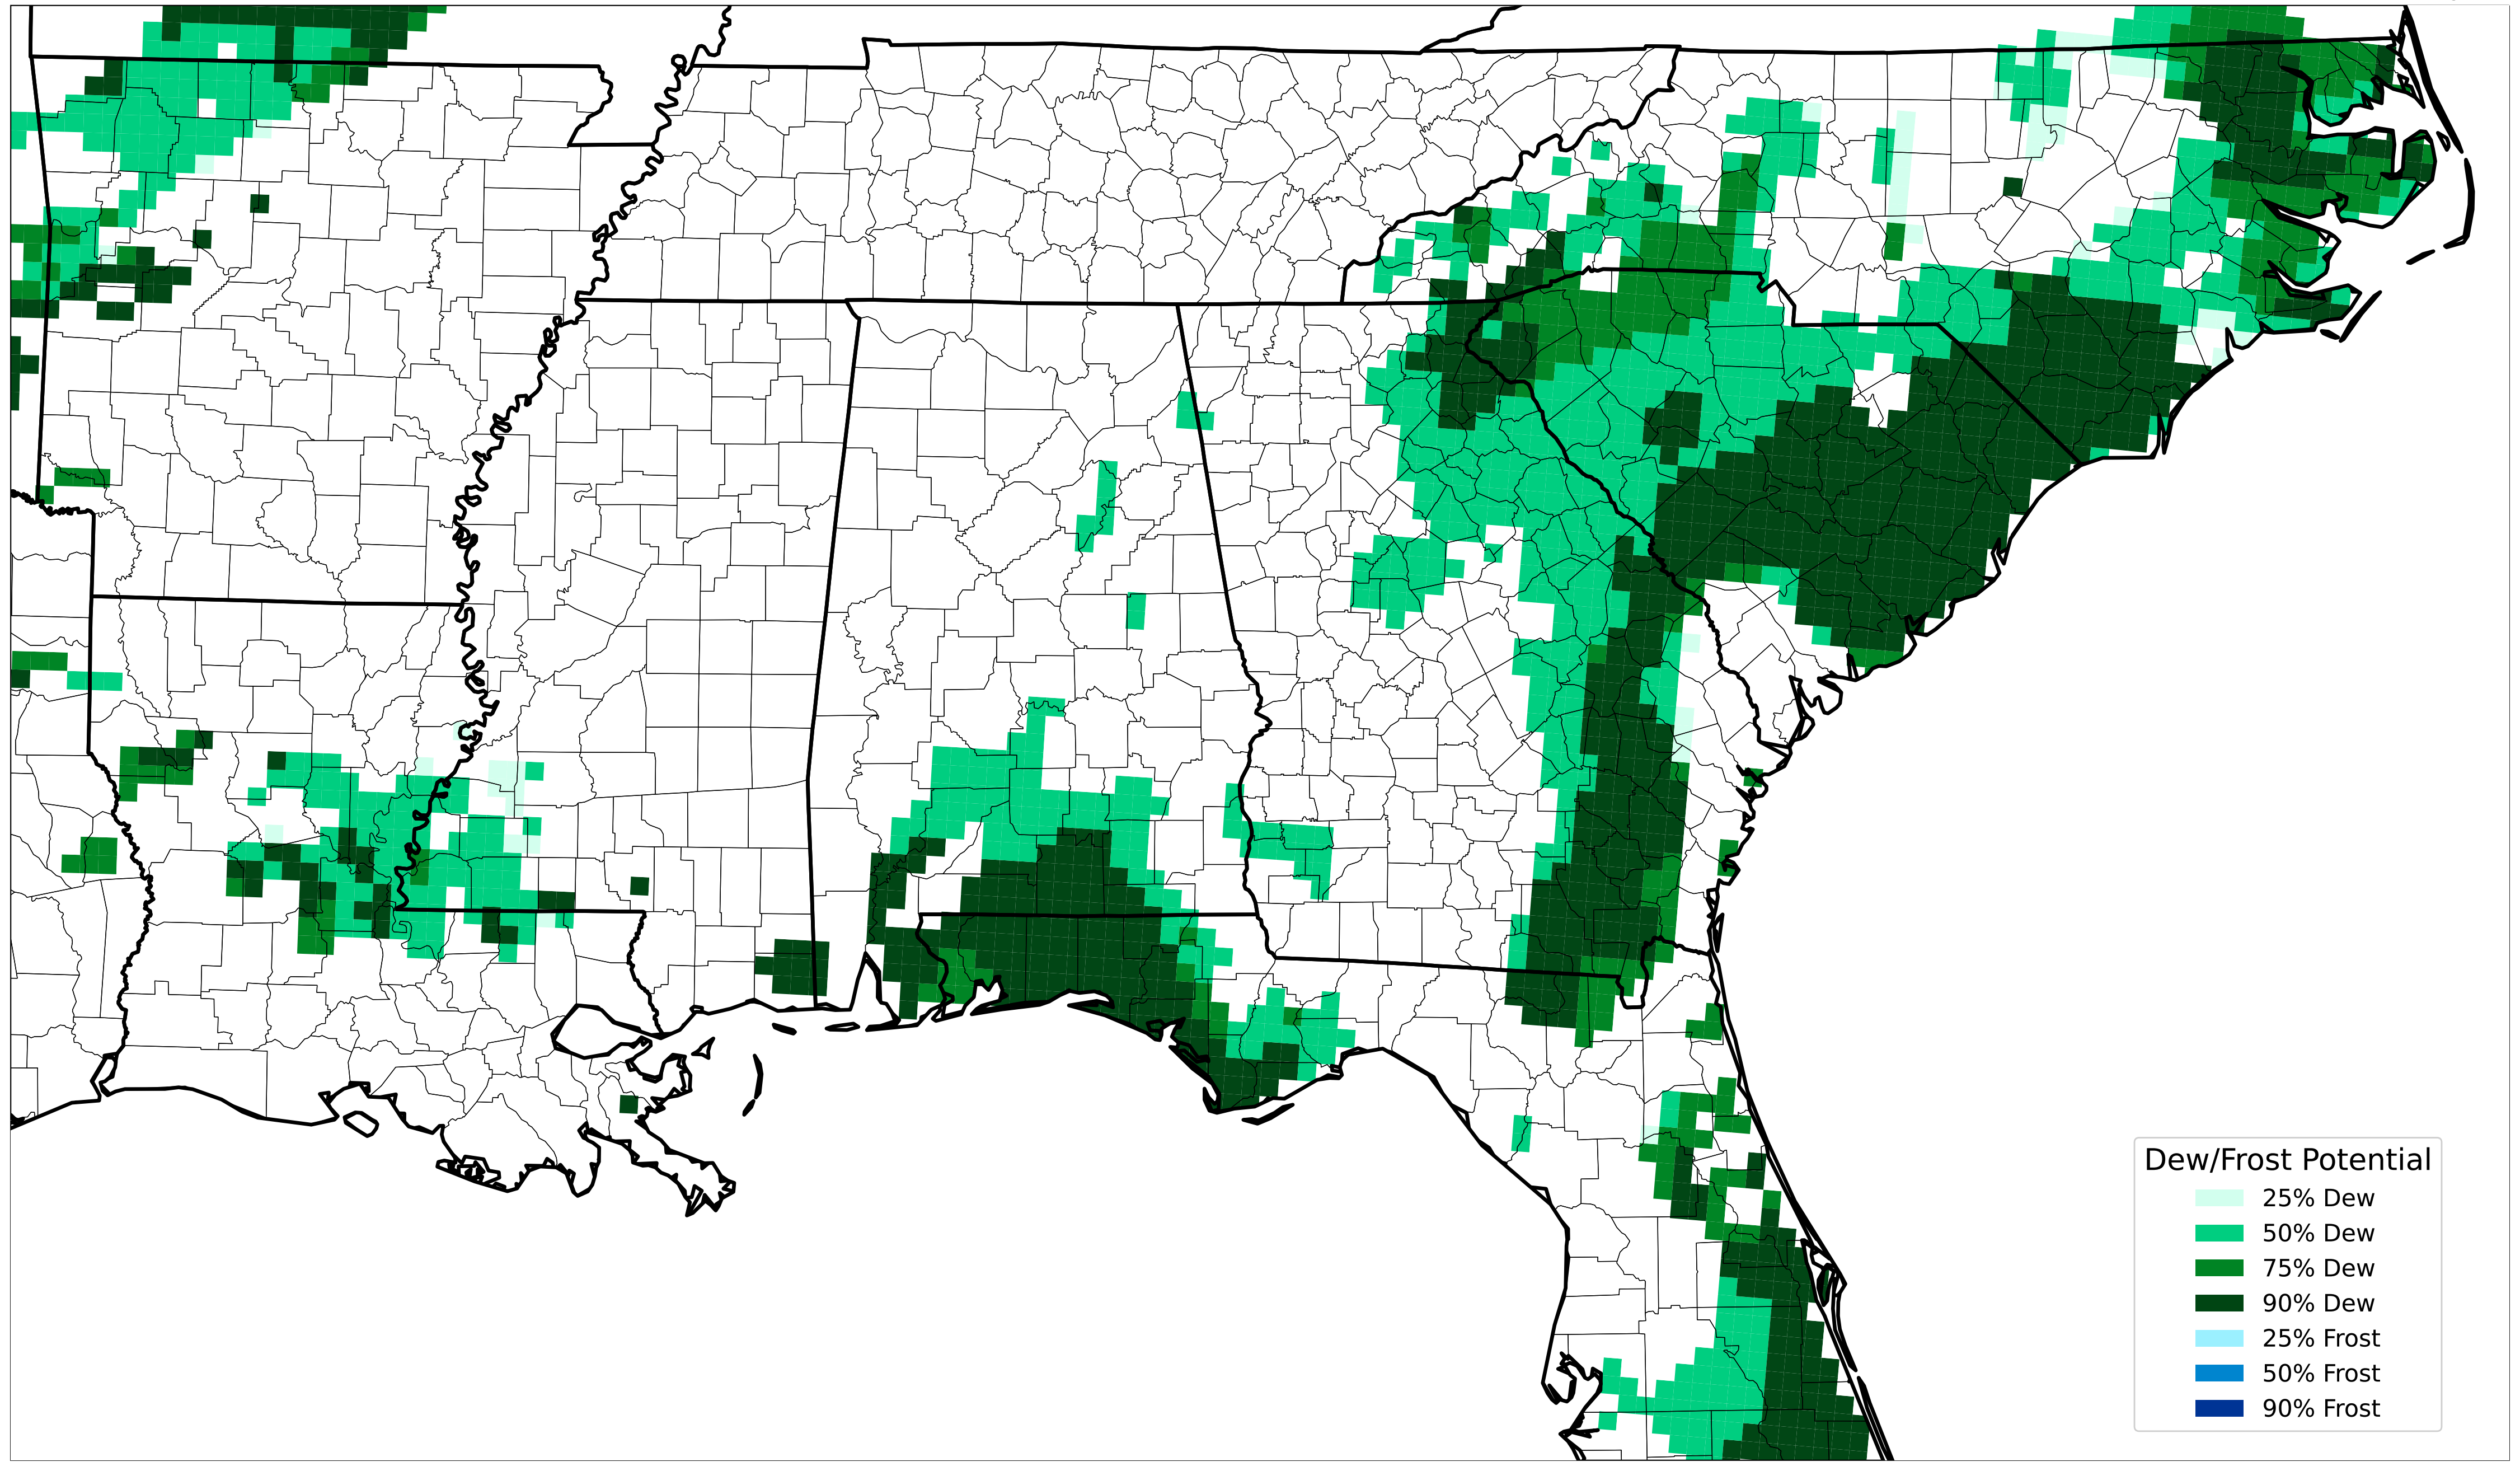 Dew/Frost Potential
25% Dew
50% Dew
75% Dew
90% Dew
25% Frost
50% Frost
90% Frost